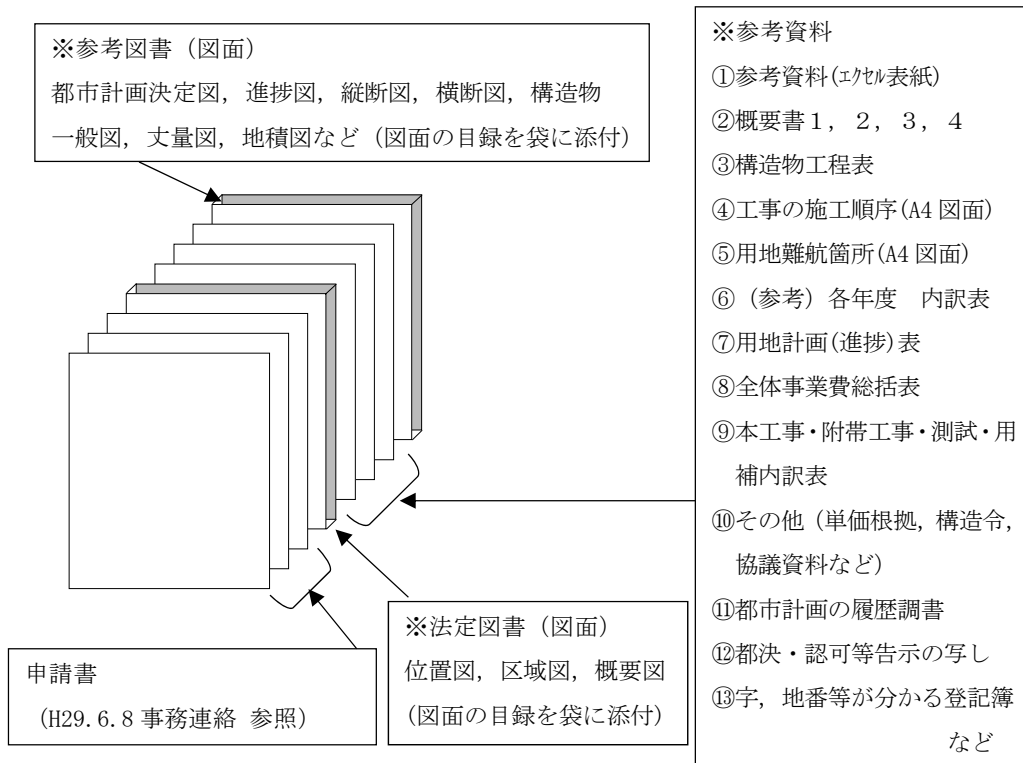 ※参考図書（図面）
都市計画決定図，進捗図，縦断図，横断図，構造物
一般図，丈量図，地積図など（図面の目録を袋に添付）
※参考資料
①参考資料(ｴｸｾﾙ表紙)
②概要書１，２，３，４
③構造物工程表
④工事の施工順序(A4 図面)
⑤用地難航箇所(A4 図面)
⑥（参考）各年度　内訳表
⑦用地計画(進捗)表
⑧全体事業費総括表
⑨本工事・附帯工事・測試・用
補内訳表
⑩その他（単価根拠，構造令，
協議資料など）
⑪都市計画の履歴調書
⑫都決・認可等告示の写し
⑬字，地番等が分かる登記簿
など
※法定図書（図面）
位置図，区域図，概要図
(図面の目録を袋に添付）
申請書
（H29.6.8 事務連絡 参照）